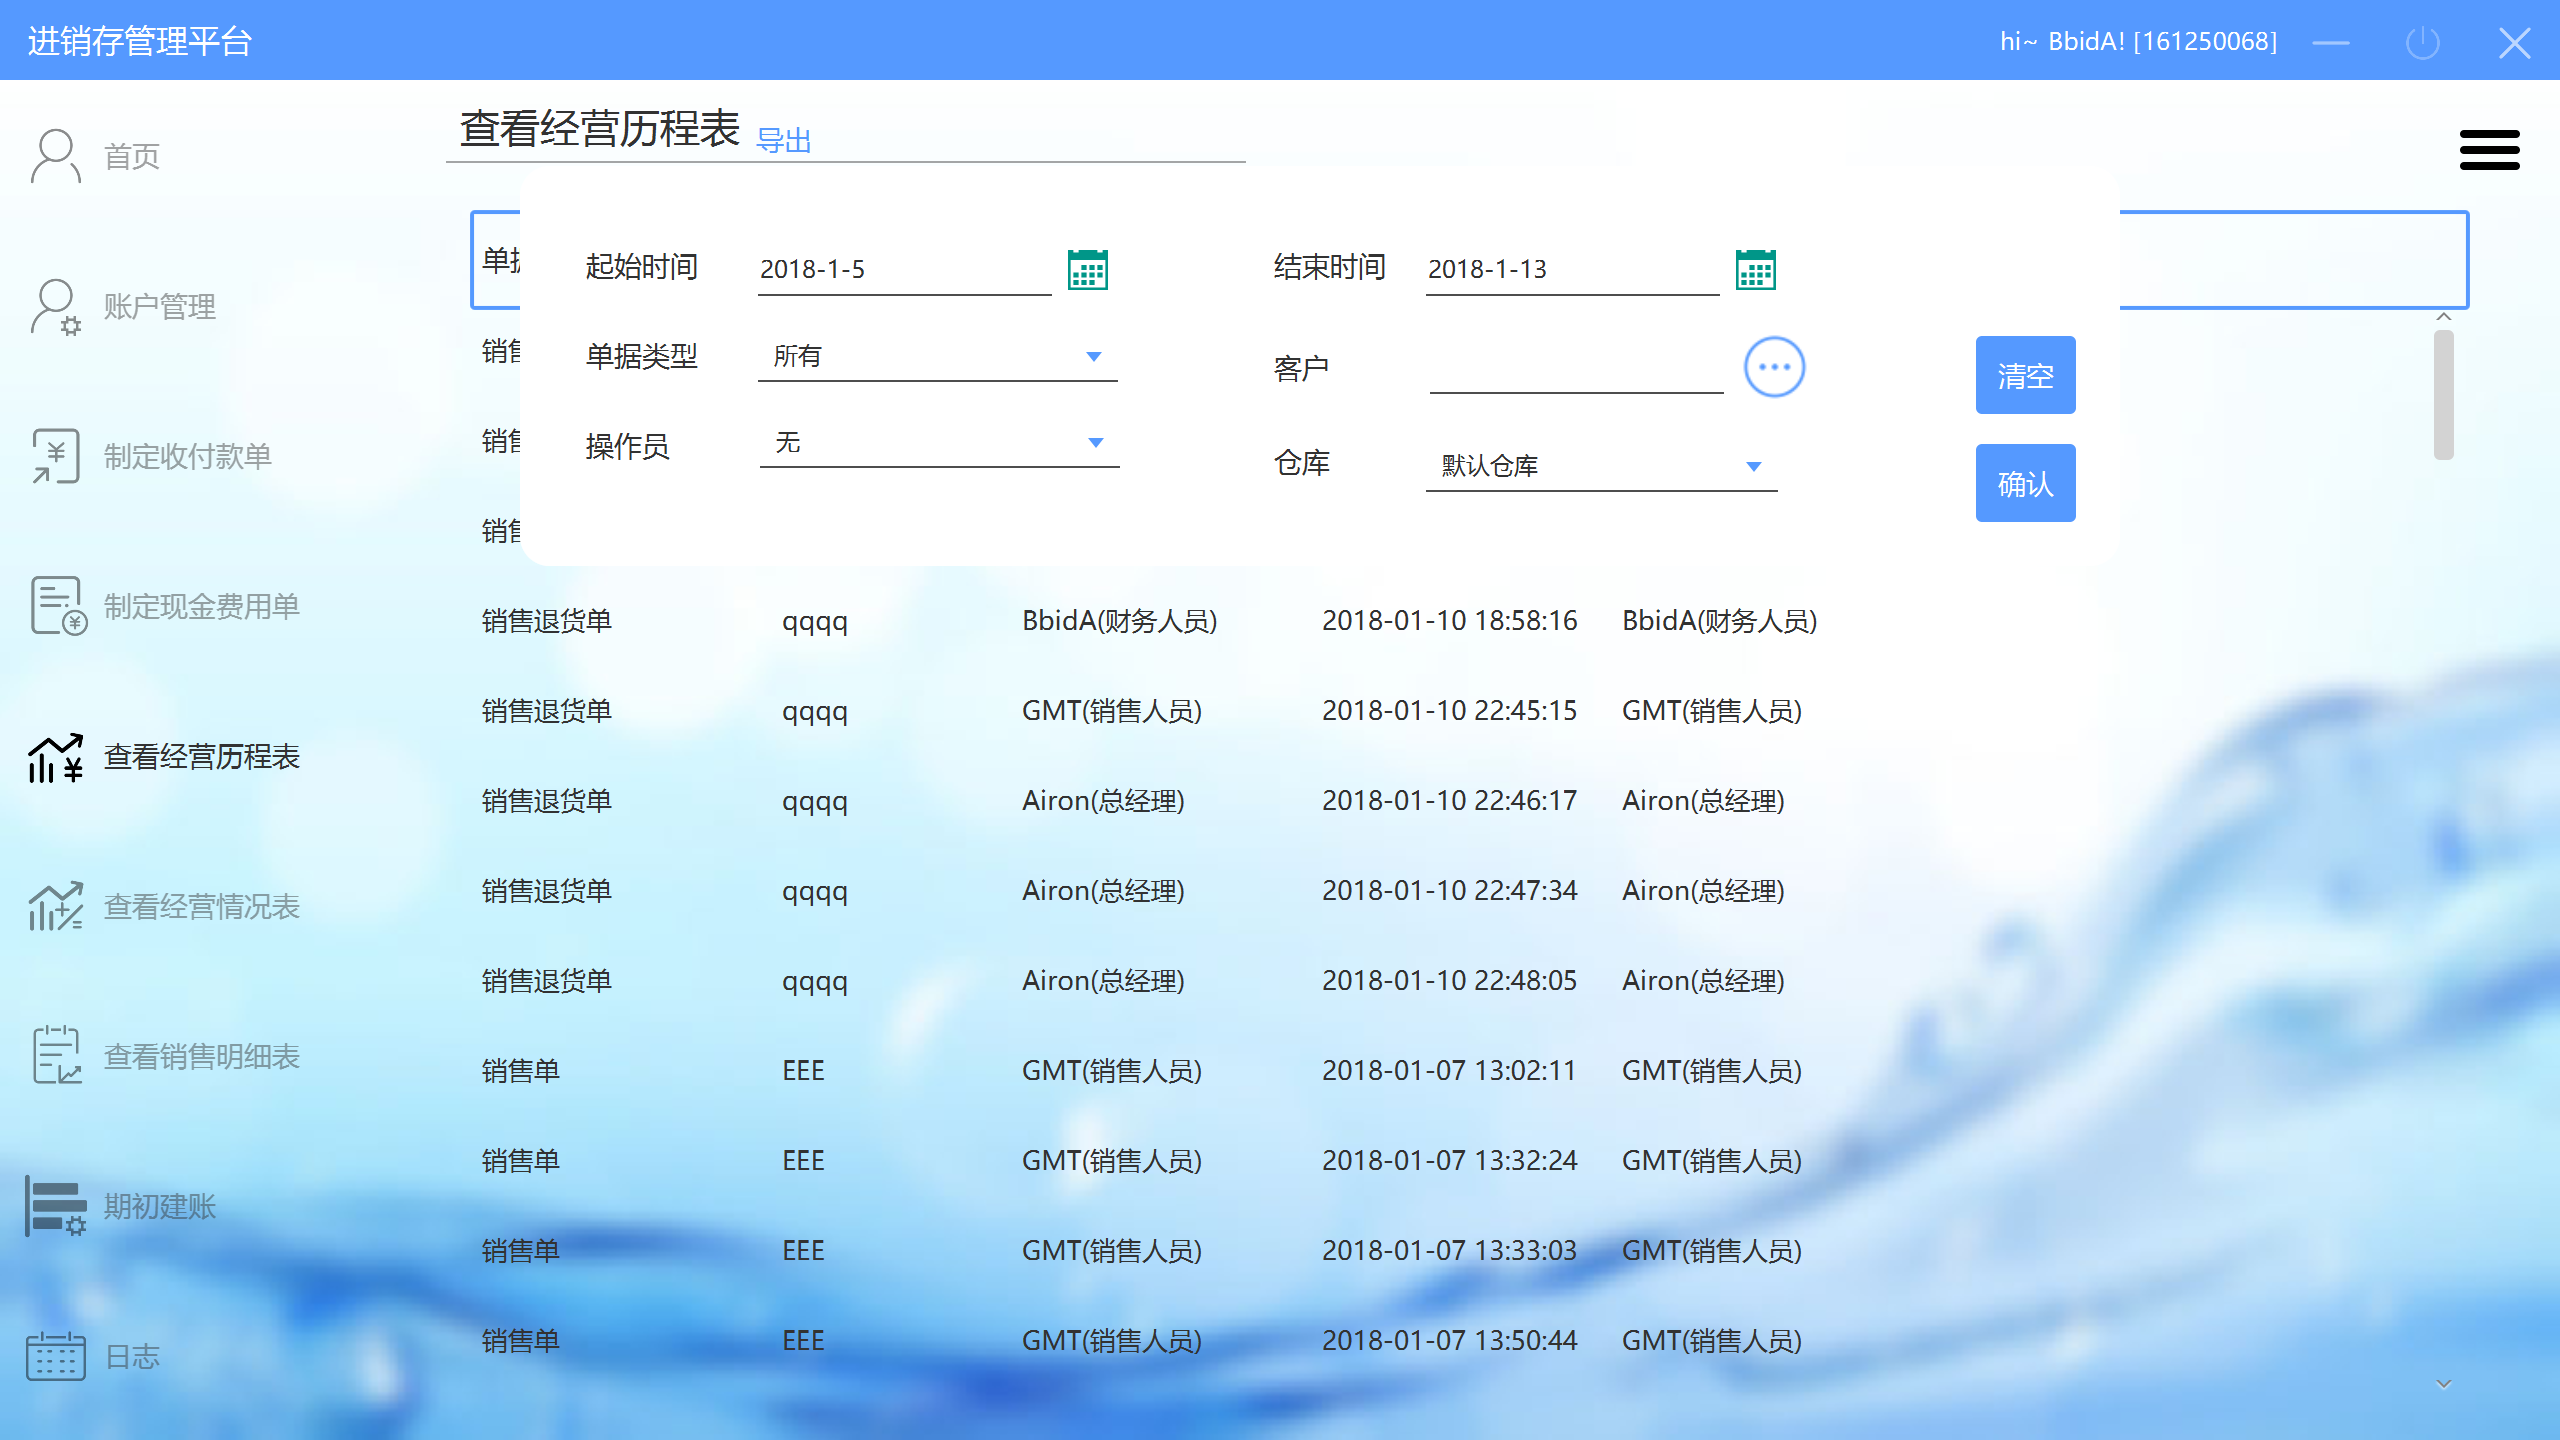 进销存管理平台
hi~ BbidA! [161250068]
首页
账户管理
制定收付款单
制定现金费用单
查看经营历程表
查看经营情况表
查看销售明细表
期初建账
日志
查看经营历程表 导出
起始时间 2018-1-5 结束时间 2018-1-13
单据类型 所有 客户
操作员 无 仓库 默认仓库
清空
确认
单
销
销
销
销售退货单 qqqq BbidA(财务人员) 2018-01-10 18:58:16 BbidA(财务人员)
销售退货单 qqqq GMT(销售人员) 2018-01-10 22:45:15 GMT(销售人员)
销售退货单 qqqq Airon(总经理) 2018-01-10 22:46:17 Airon(总经理)
销售退货单 qqqq Airon(总经理) 2018-01-10 22:47:34 Airon(总经理)
销售退货单 qqqq Airon(总经理) 2018-01-10 22:48:05 Airon(总经理)
销售单 EEE GMT(销售人员) 2018-01-07 13:02:11 GMT(销售人员)
销售单 EEE GMT(销售人员) 2018-01-07 13:32:24 GMT(销售人员)
销售单 EEE GMT(销售人员) 2018-01-07 13:33:03 GMT(销售人员)
销售单 EEE GMT(销售人员) 2018-01-07 13:50:44 GMT(销售人员)